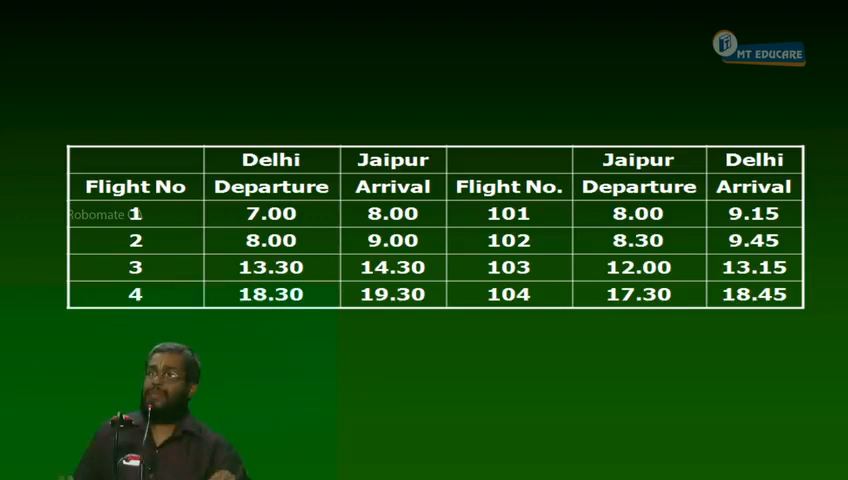 MT EDUCARE
Delhi Jaipur Jaipur Delhi
Flight No Departure Arrival Flight No. Departure Arrival
1 7.00 8.00 101 8.00 9.15
Robomate
2 8.00 9.00 102 8.30 9.45
3 13.30 14.30 103 12.00 13.15
4 18.30 19.30 104 17.30 18.45